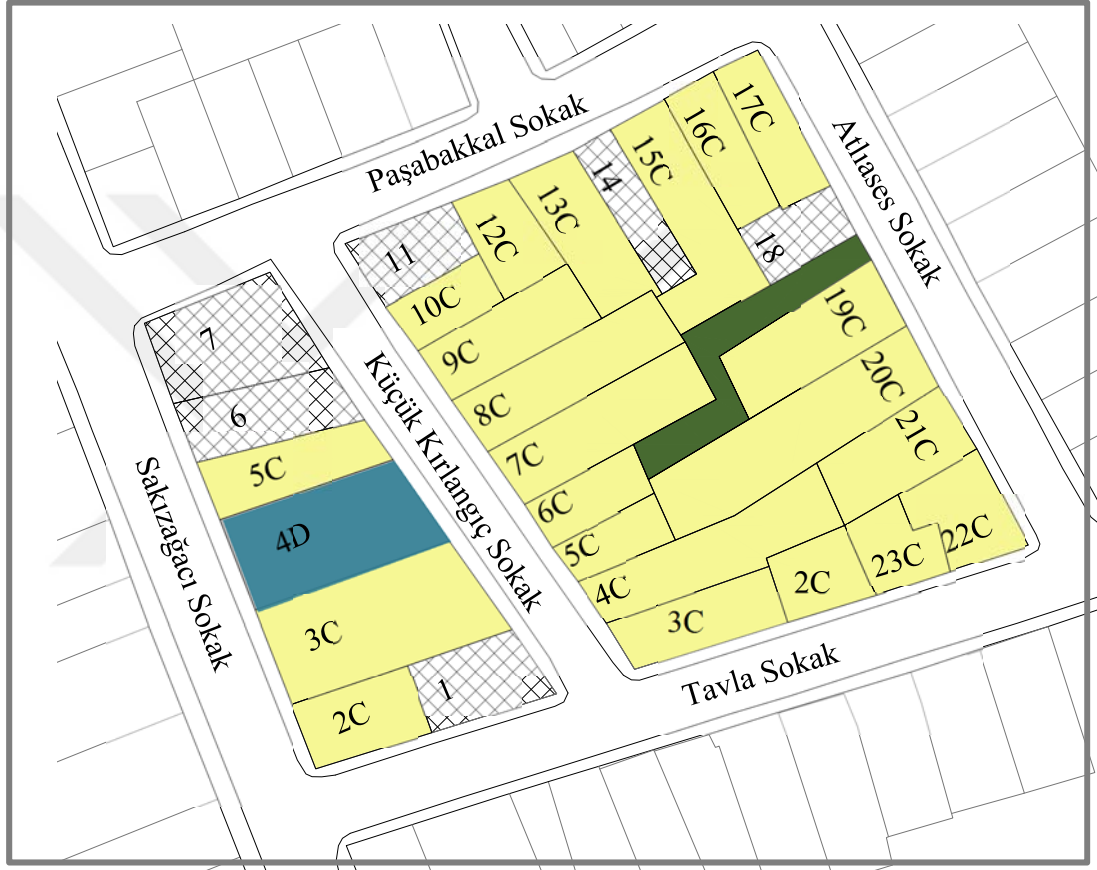 Paşabakkal Sokak
Atlıases Sokak
17C
16C
15C
14
13C
12C
11
18
10C
9C
19C
7
Küçük Kırlangıç Sokak
20C
8C
6
21C
7C
5C
Sakızağacı Sokak
6C
4D
5C
22C
23C
4C
2C
3C
3C
Tavla Sokak
1
2C